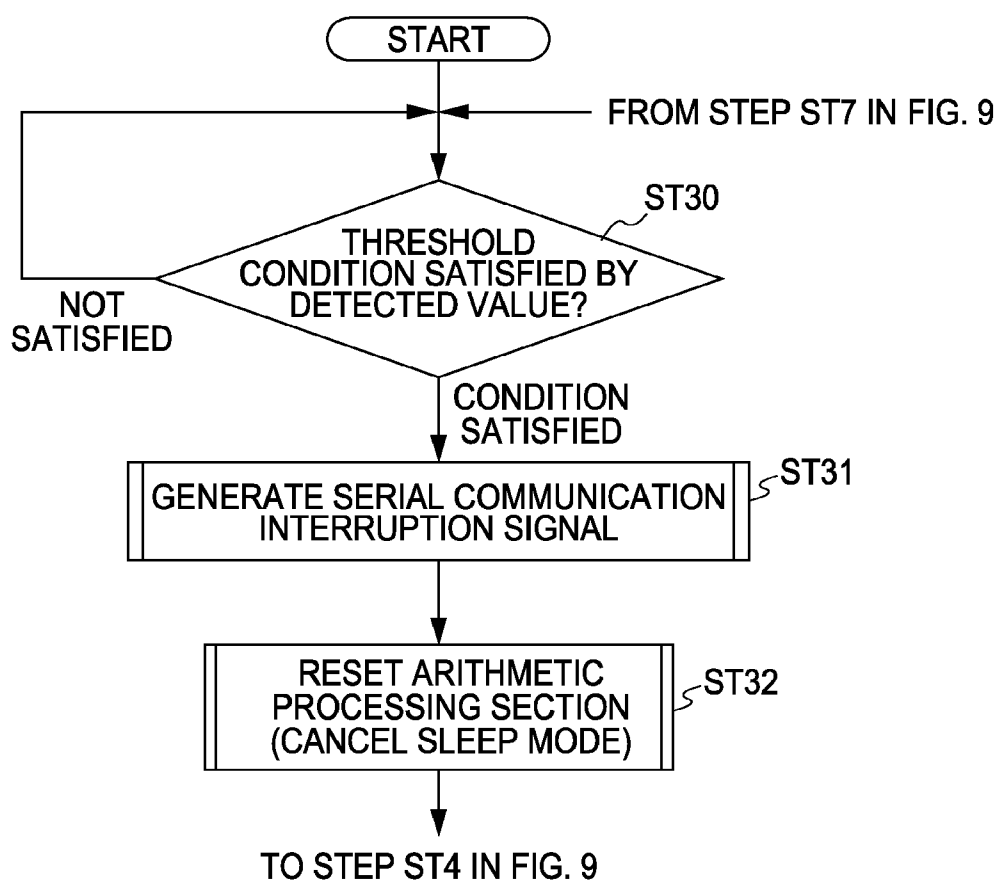 START
FROM STEP ST7 IN FIG. 9
ST30
THRESHOLD
CONDITION SATISFIED BY
DETECTED VALUE?
NOT
SATISFIED
CONDITION
SATISFIED
ST31
GENERATE SERIAL COMMUNICATION
INTERRUPTION SIGNAL
RESET ARITHMETIC
PROCESSING SECTION
(CANCEL SLEEP MODE)
ST32
TO STEP ST4 IN FIG. 9